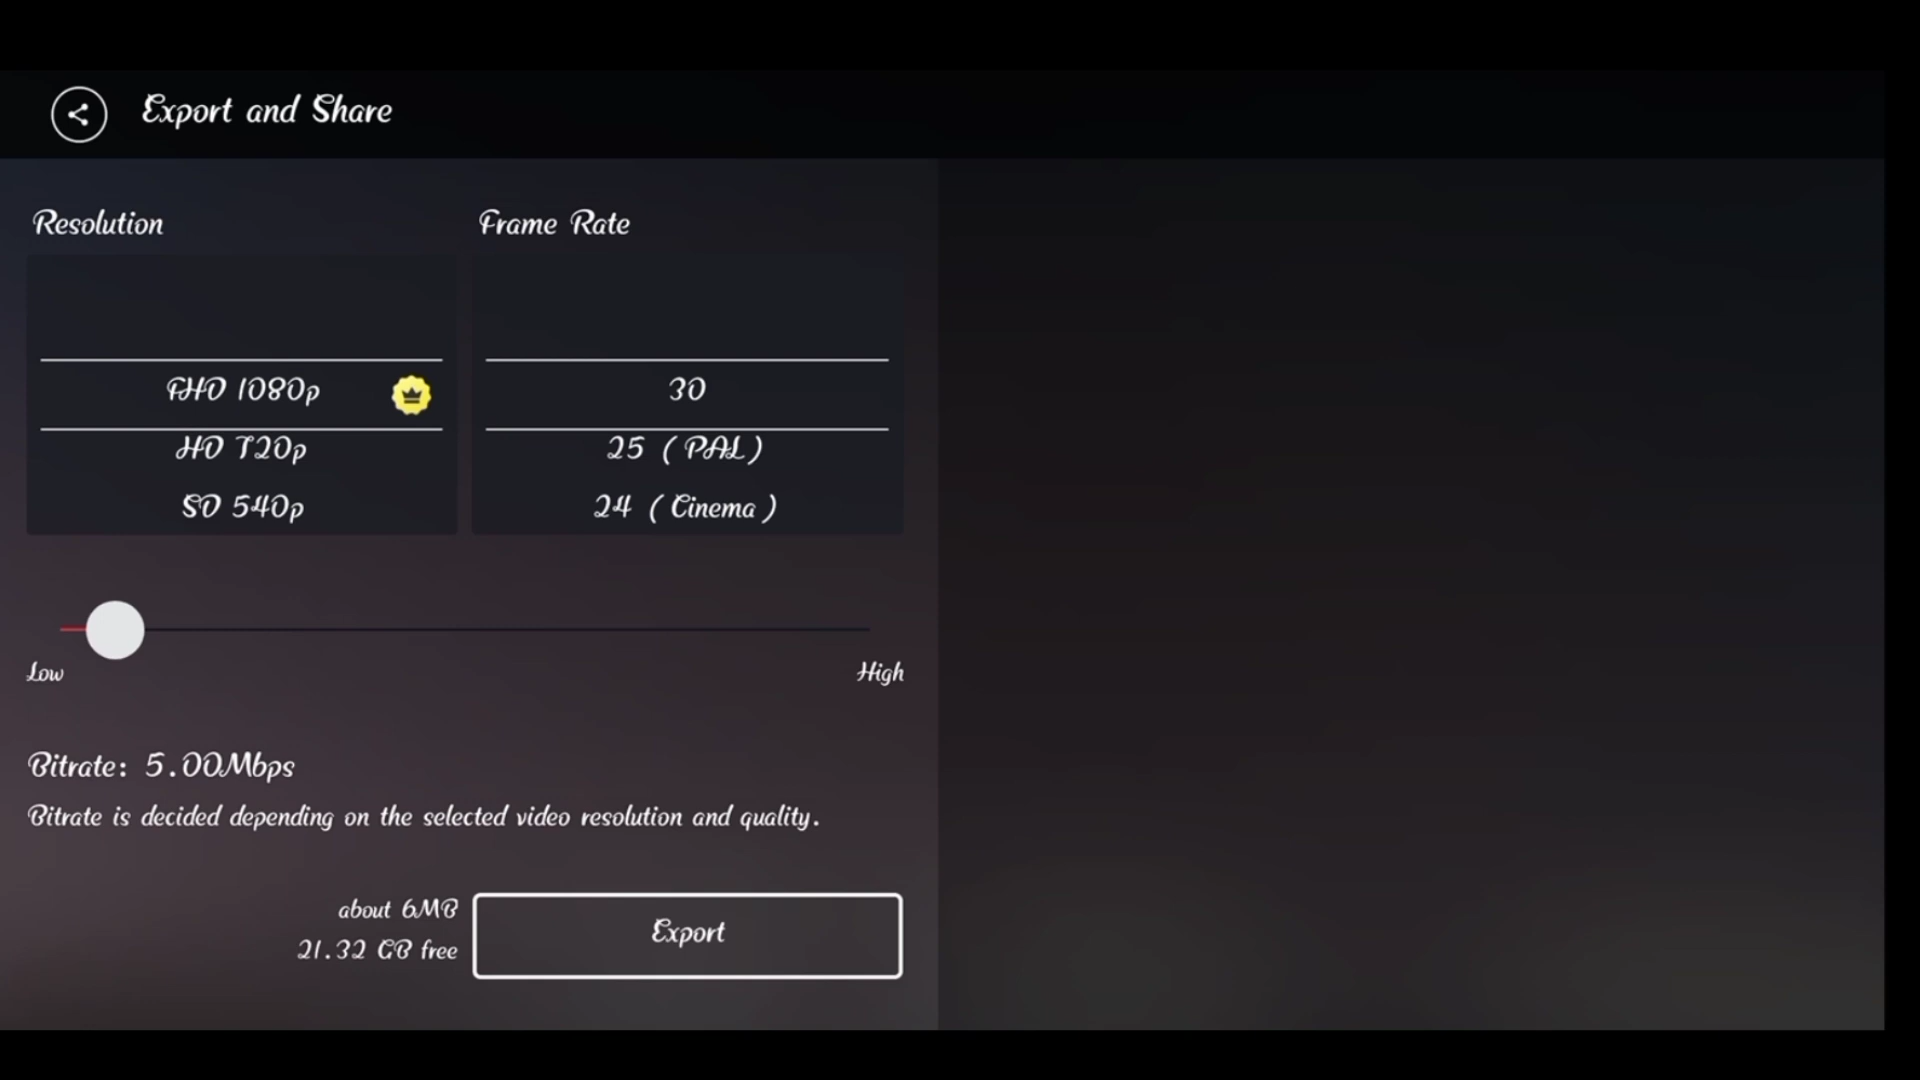 Export and Share
Resolution
Frame Rate
FHD 1080p
30
HD 720p
25 (PAL)
SD 540p
24 (Cinema)
Low
High
Bitrate: 5.00Mbps
Bitrate is decided depending on the selected video resolution and quality.
about 6MB
21.32 GB free
Export